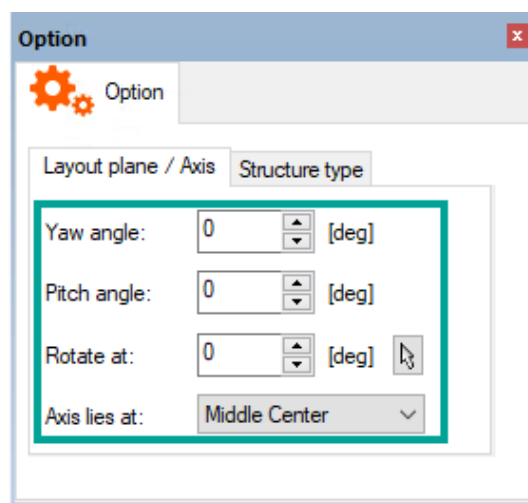 Option
Option
Layout plane / Axis Structure type
Yaw angle: 0 [deg]
Pitch angle: 0 [deg]
Rotate at: 0 [deg]
Axis lies at: Middle Center